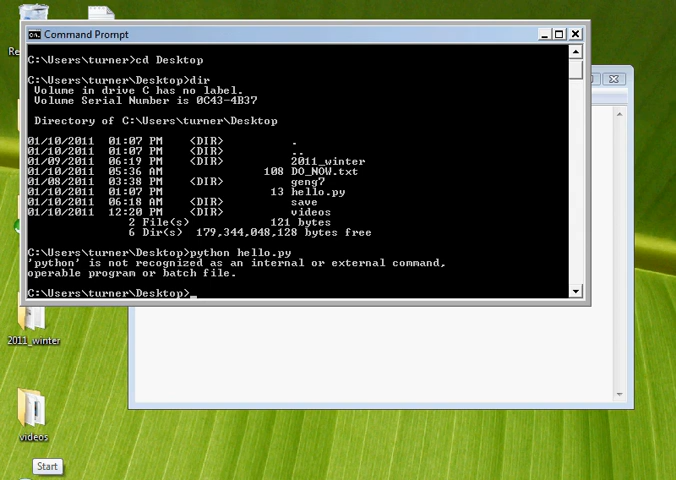 Re
Command Prompt
C:\Users\turner>cd Desktop
C:\Users\turner\Desktop>dir
Volume in drive C has no label.
Volume Serial Number is 0C43-4B37
Directory of C:\Users\turner\Desktop
01/10/2011  01:07 PM    <DIR>          .
01/10/2011  01:07 PM    <DIR>          ..
01/09/2011  06:19 PM    <DIR>          2011_winter
01/10/2011  05:36 AM               108 DO_NOW.txt
01/08/2011  03:38 PM    <DIR>          geng7
01/10/2011  01:07 PM                13 hello.py
01/10/2011  06:18 AM    <DIR>          save
01/10/2011  12:20 PM    <DIR>          videos
2 File(s)            121 bytes
6 Dir(s)  179,344,048,128 bytes free
C:\Users\turner\Desktop>python hello.py
'python' is not recognized as an internal or external command,
operable program or batch file.
C:\Users\turner\Desktop>_
2011_winter
videos
Start